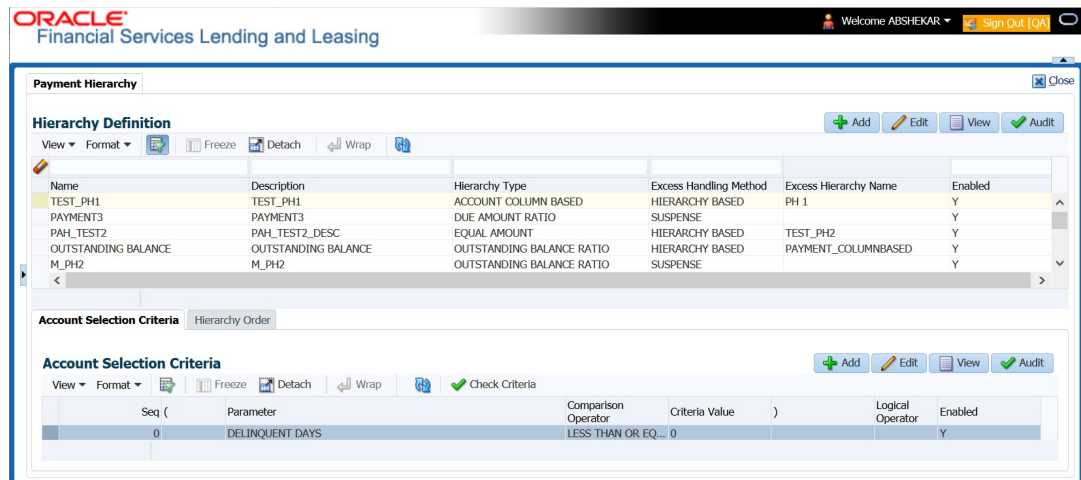 ORACLE®
Financial Services Lending and Leasing
Welcome ABSHEKAR
Sign Out [QA]
Payment Hierarchy
Close
Hierarchy Definition
Add Edit View Audit
View Format Freeze Detach Wrap
Name Description Hierarchy Type Excess Handling Method Excess Hierarchy Name Enabled
TEST_PH1 TEST_PH1 ACCOUNT COLUMN BASED HIERARCHY BASED PH 1 Y
PAYMENT3 PAYMENT3 DUE AMOUNT RATIO SUSPENSE Y
PAH_TEST2 PAH_TEST2_DESC EQUAL AMOUNT HIERARCHY BASED TEST_PH2 Y
OUTSTANDING BALANCE OUTSTANDING BALANCE OUTSTANDING BALANCE RATIO HIERARCHY BASED PAYMENT_COLUMNBASED Y
M_PH2 M_PH2 OUTSTANDING BALANCE RATIO SUSPENSE Y
Account Selection Criteria Hierarchy Order
Account Selection Criteria
Add Edit View Audit
View Format Freeze Detach Wrap Check Criteria
Seq ( Parameter Comparison Operator Criteria Value ) Logical Operator Enabled
0 DELINQUENT DAYS LESS THAN OR EQ... 0 Y